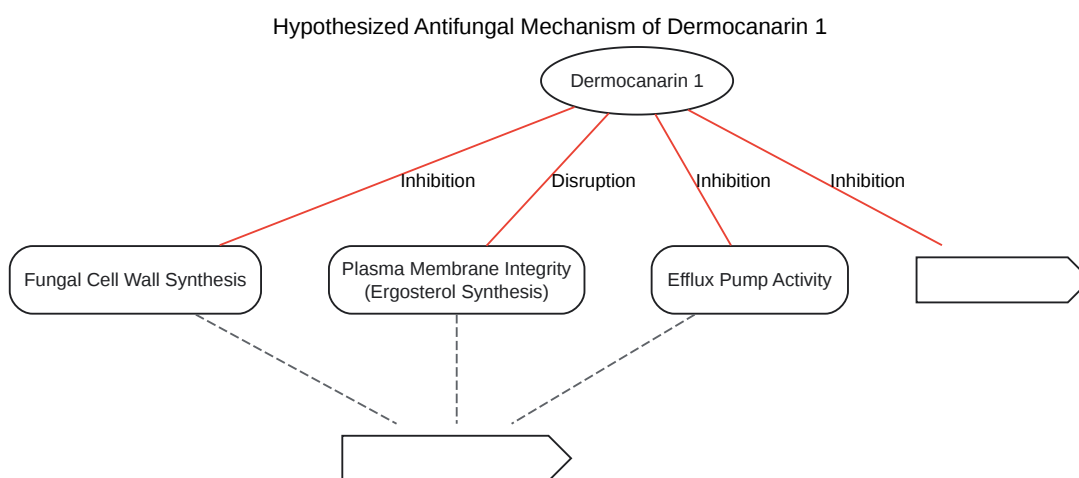 Hypothesized Antifungal Mechanism of Dermocanarin 1
Dermocanarin 1
Inhibition
Disruption
Inhibition
Inhibition
Fungal Cell Wall Synthesis
Plasma Membrane Integrity
(Ergosterol Synthesis)
Efflux Pump Activity